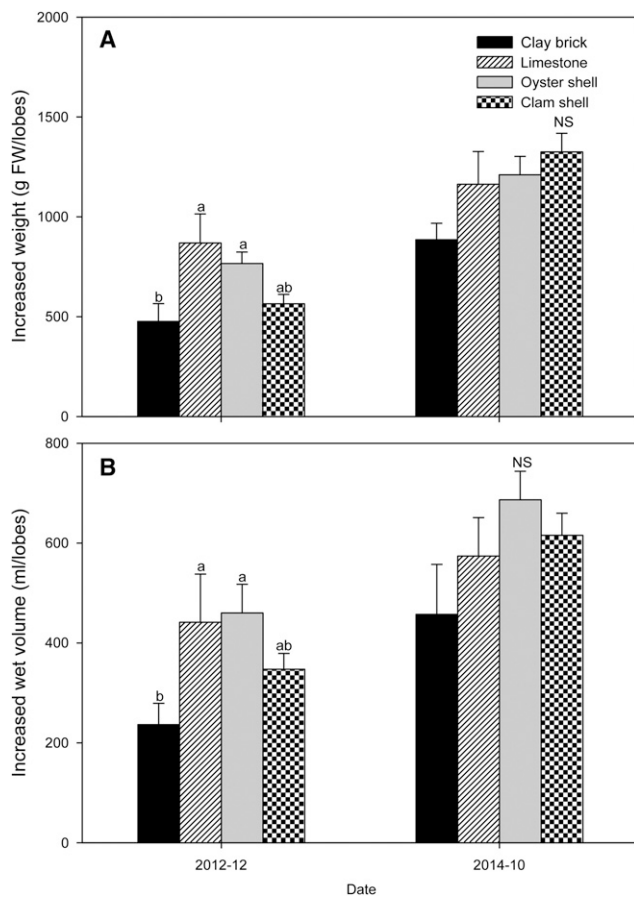 A
Clay brick
Limestone
Oyster shell
Clam shell
NS
a
a
ab
b
2000
1500
1000
500
0
Increased weight (g FW/lobes)
B
NS
a
a
ab
b
800
600
400
200
0
Increased wet volume (ml/lobes)
2012-12
2014-10
Date